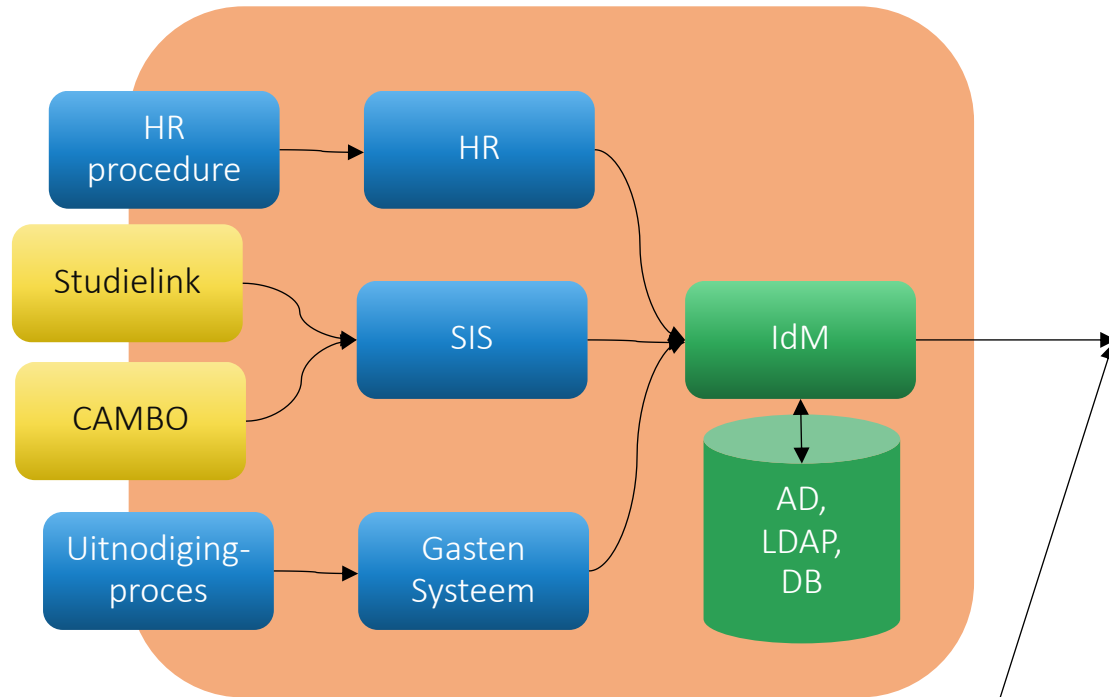 HR
procedure
HR
Studielink
SIS
IdM
CAMBO
AD,
LDAP,
DB
Uitnodiging-
proces
Gasten
Systeem